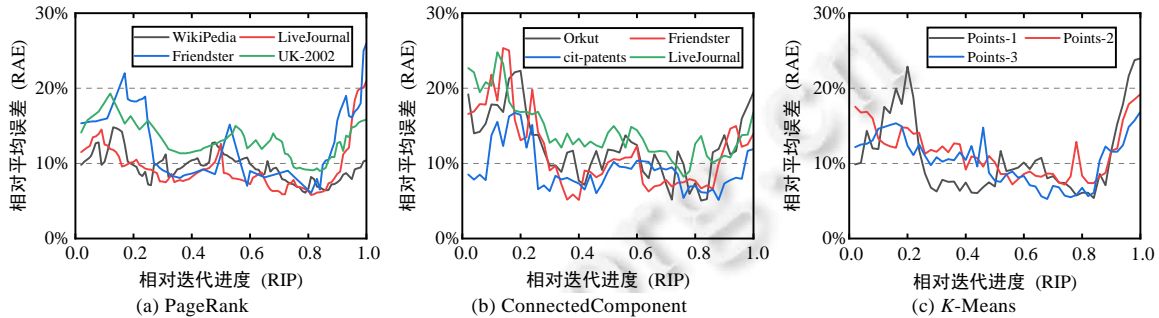 30%
20%
10%
0%
相对平均误差 (RAE)
WikiPedia
LiveJournal
Friendster
UK-2002
0.0 0.2 0.4 0.6 0.8 1.0
相对迭代进度 (RIP)
(a) PageRank
30%
20%
10%
0%
相对平均误差 (RAE)
Orkut
Friendster
cit-patents
LiveJournal
0.0 0.2 0.4 0.6 0.8 1.0
相对迭代进度 (RIP)
(b) ConnectedComponent
30%
20%
10%
0%
相对平均误差 (RAE)
Points-1
Points-2
Points-3
0.0 0.2 0.4 0.6 0.8 1.0
相对迭代进度 (RIP)
(c) K-Means